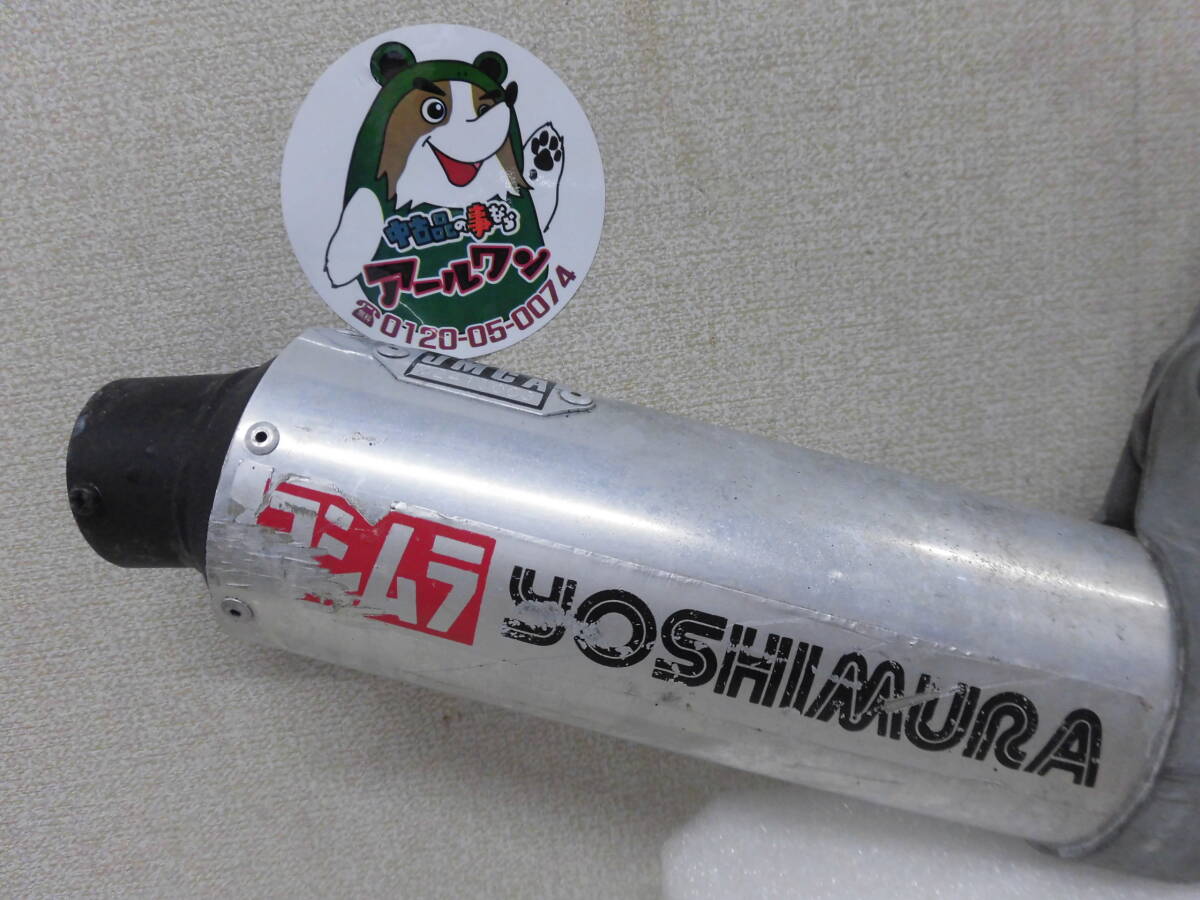 中古品の事なら
アールワン
☎0120-05-0074
JMCA
ヨシムラ
YOSHIMURA